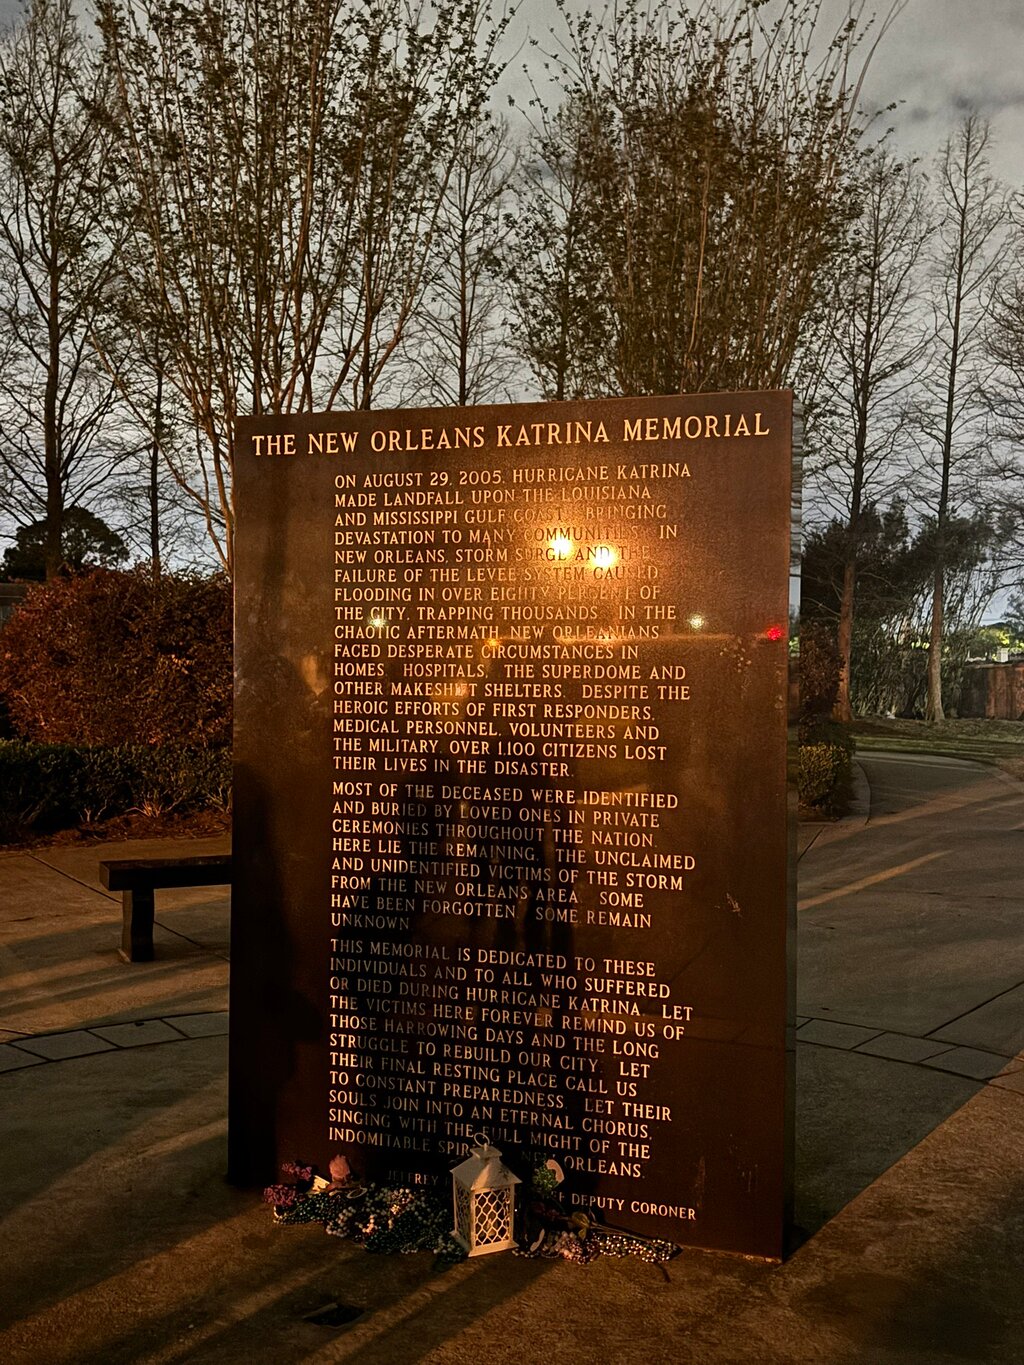 THE NEW ORLEANS KATRINA MEMORIAL
ON AUGUST 29, 2005, HURRICANE KATRINA
MADE LANDFALL UPON THE LOUISIANA
AND MISSISSIPPI GULF COAST, BRINGING
DEVASTATION TO MANY COMMUNITIES. IN
NEW ORLEANS, STORM SURGE AND THE
FAILURE OF THE LEVEE SYSTEM CAUSED
FLOODING IN OVER EIGHTY PERCENT OF
THE CITY, TRAPPING THOUSANDS. IN THE
CHAOTIC AFTERMATH, NEW ORLEANIANS
FACED DESPERATE CIRCUMSTANCES IN
HOMES, HOSPITALS, THE SUPERDOME AND
OTHER MAKESHIFT SHELTERS. DESPITE THE
HEROIC EFFORTS OF FIRST RESPONDERS,
MEDICAL PERSONNEL, VOLUNTEERS AND
THE MILITARY, OVER 1,100 CITIZENS LOST
THEIR LIVES IN THE DISASTER.
MOST OF THE DECEASED WERE IDENTIFIED
AND BURIED BY LOVED ONES IN PRIVATE
CEREMONIES THROUGHOUT THE NATION.
HERE LIE THE REMAINING. THE UNCLAIMED
AND UNIDENTIFIED VICTIMS OF THE STORM
FROM THE NEW ORLEANS AREA. SOME
HAVE BEEN FORGOTTEN. SOME REMAIN
UNKNOWN.
THIS MEMORIAL IS DEDICATED TO THESE
INDIVIDUALS AND TO ALL WHO SUFFERED
OR DIED DURING HURRICANE KATRINA. LET
THE VICTIMS HERE FOREVER REMIND US OF
THOSE HARROWING DAYS AND THE LONG
STRUGGLE TO REBUILD OUR CITY. LET
THEIR FINAL RESTING PLACE CALL US
TO CONSTANT PREPAREDNESS. LET THEIR
SOULS JOIN INTO AN ETERNAL CHORUS,
SINGING WITH THE FULL MIGHT OF THE
INDOMITABLE ORLEANS.
JEFFREY DEPUTY CORONER